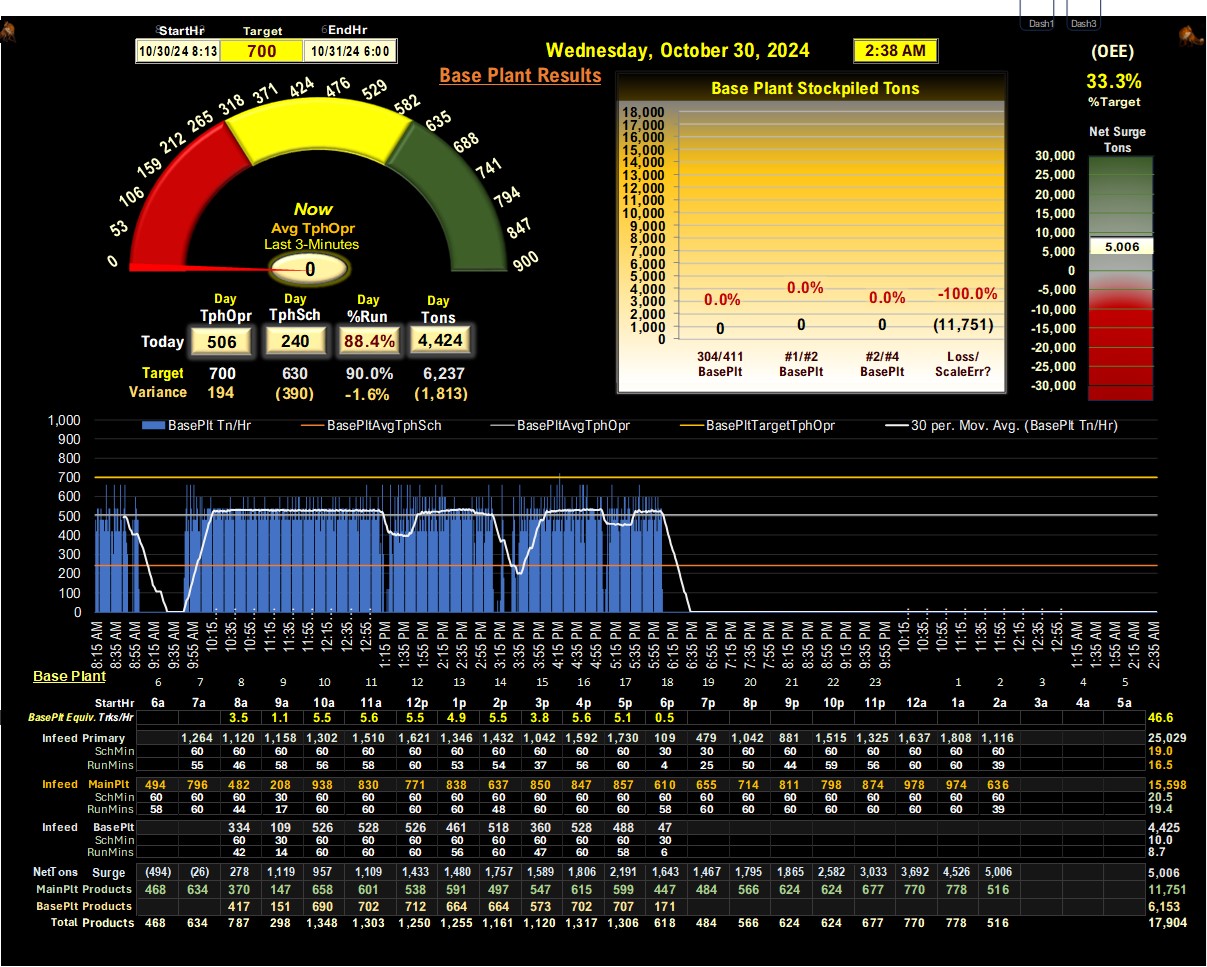 Dash1 Dash3
StartHr Target EndHr
10/30/24 8:13 700 10/31/24 6:00
Wednesday, October 30, 2024 2:38 AM
(OEE)
33.3%
%Target
Base Plant Results
Base Plant Stockpiled Tons
Net Surge
Tons
0 53 106 159 212 265 318 371 424 476 529 582 635 688 741 794 847 900
Now
Avg TphOpr
Last 3-Minutes
0
Day Day Day Day
TphOpr TphSch %Run Tons
Today 506 240 88.4% 4,424
Target 700 630 90.0% 6,237
Variance 194 (390) -1.6% (1,813)
18,000
17,000
16,000
15,000
14,000
13,000
12,000
11,000
10,000
9,000
8,000
7,000
6,000
5,000
4,000
3,000
2,000
1,000
0
0.0% 0.0% 0.0% -100.0%
0 0 0 (11,751)
304/411 #1/#2 #2/#4 Loss/
BasePlt BasePlt BasePlt ScaleErr?
30,000
25,000
20,000
15,000
10,000
5,000
0
-5,000
-10,000
-15,000
-20,000
-25,000
-30,000
5,006
BasePlt Tn/Hr BasePltAvgTphSch BasePltAvgTphOpr BasePltTargetTphOpr 30 per. Mov. Avg. (BasePlt Tn/Hr)
1,000
900
800
700
600
500
400
300
200
100
0
8:15 AM 8:35 AM 8:55 AM 9:15 AM 9:35 AM 9:55 AM 10:15… 10:35… 10:55… 11:15… 11:35… 11:55… 12:15… 12:35… 12:55… 1:15 PM 1:35 PM 1:55 PM 2:15 PM 2:35 PM 2:55 PM 3:15 PM 3:35 PM 3:55 PM 4:15 PM 4:35 PM 4:55 PM 5:15 PM 5:35 PM 5:55 PM 6:15 PM 6:35 PM 6:55 PM 7:15 PM 7:35 PM 7:55 PM 8:15 PM 8:35 PM 8:55 PM 9:15 PM 9:35 PM 9:55 PM 10:15… 10:35… 10:55… 11:15… 11:35… 11:55… 12:15… 12:35… 12:55… 1:15 AM 1:35 AM 1:55 AM 2:15 AM 2:35 AM
Base Plant 6 7 8 9 10 11 12 13 14 15 16 17 18 19 20 21 22 23 1 2 3 4 5
StartHr 6a 7a 8a 9a 10a 11a 12p 1p 2p 3p 4p 5p 6p 7p 8p 9p 10p 11p 12a 1a 2a 3a 4a 5a
BasePlt Equiv. Trks/Hr 3.5 1.1 5.5 5.6 5.5 4.9 5.5 3.8 5.6 5.1 0.5 46.6
Infeed Primary 1,264 1,120 1,158 1,302 1,510 1,621 1,346 1,432 1,042 1,592 1,730 109 479 1,042 881 1,515 1,325 1,637 1,808 1,116 25,029
SchMin 60 60 60 60 60 60 60 60 60 60 60 30 30 60 60 60 60 60 60 60 19.0
RunMins 55 46 58 56 58 60 53 54 37 56 60 4 25 50 44 59 56 60 60 39 16.5
Infeed MainPlt 494 796 482 208 938 830 771 838 637 850 847 857 610 655 714 811 798 874 978 974 636 15,598
SchMin 60 60 60 30 60 60 60 60 60 60 60 60 60 60 60 60 60 60 60 60 60 20.5
RunMins 58 60 44 17 60 60 60 60 48 60 60 60 58 60 60 60 60 60 60 60 39 19.4
Infeed BasePlt 334 109 526 528 526 461 518 360 528 488 47 4,425
SchMin 60 30 60 60 60 60 60 60 60 60 30 10.0
RunMins 42 14 60 60 60 56 60 47 60 58 6 8.7
NetTons Surge (494) (26) 278 1,119 957 1,109 1,433 1,480 1,757 1,589 1,806 2,191 1,643 1,467 1,795 1,865 2,582 3,033 3,692 4,526 5,006 5,006
MainPlt Products 468 634 370 147 658 601 538 591 497 547 615 599 447 484 566 624 624 677 770 778 516 11,751
BasePlt Products 417 151 690 702 712 664 664 573 702 707 171 6,153
Total Products 468 634 787 298 1,348 1,303 1,250 1,255 1,161 1,120 1,317 1,306 618 484 566 624 624 677 770 778 516 17,904